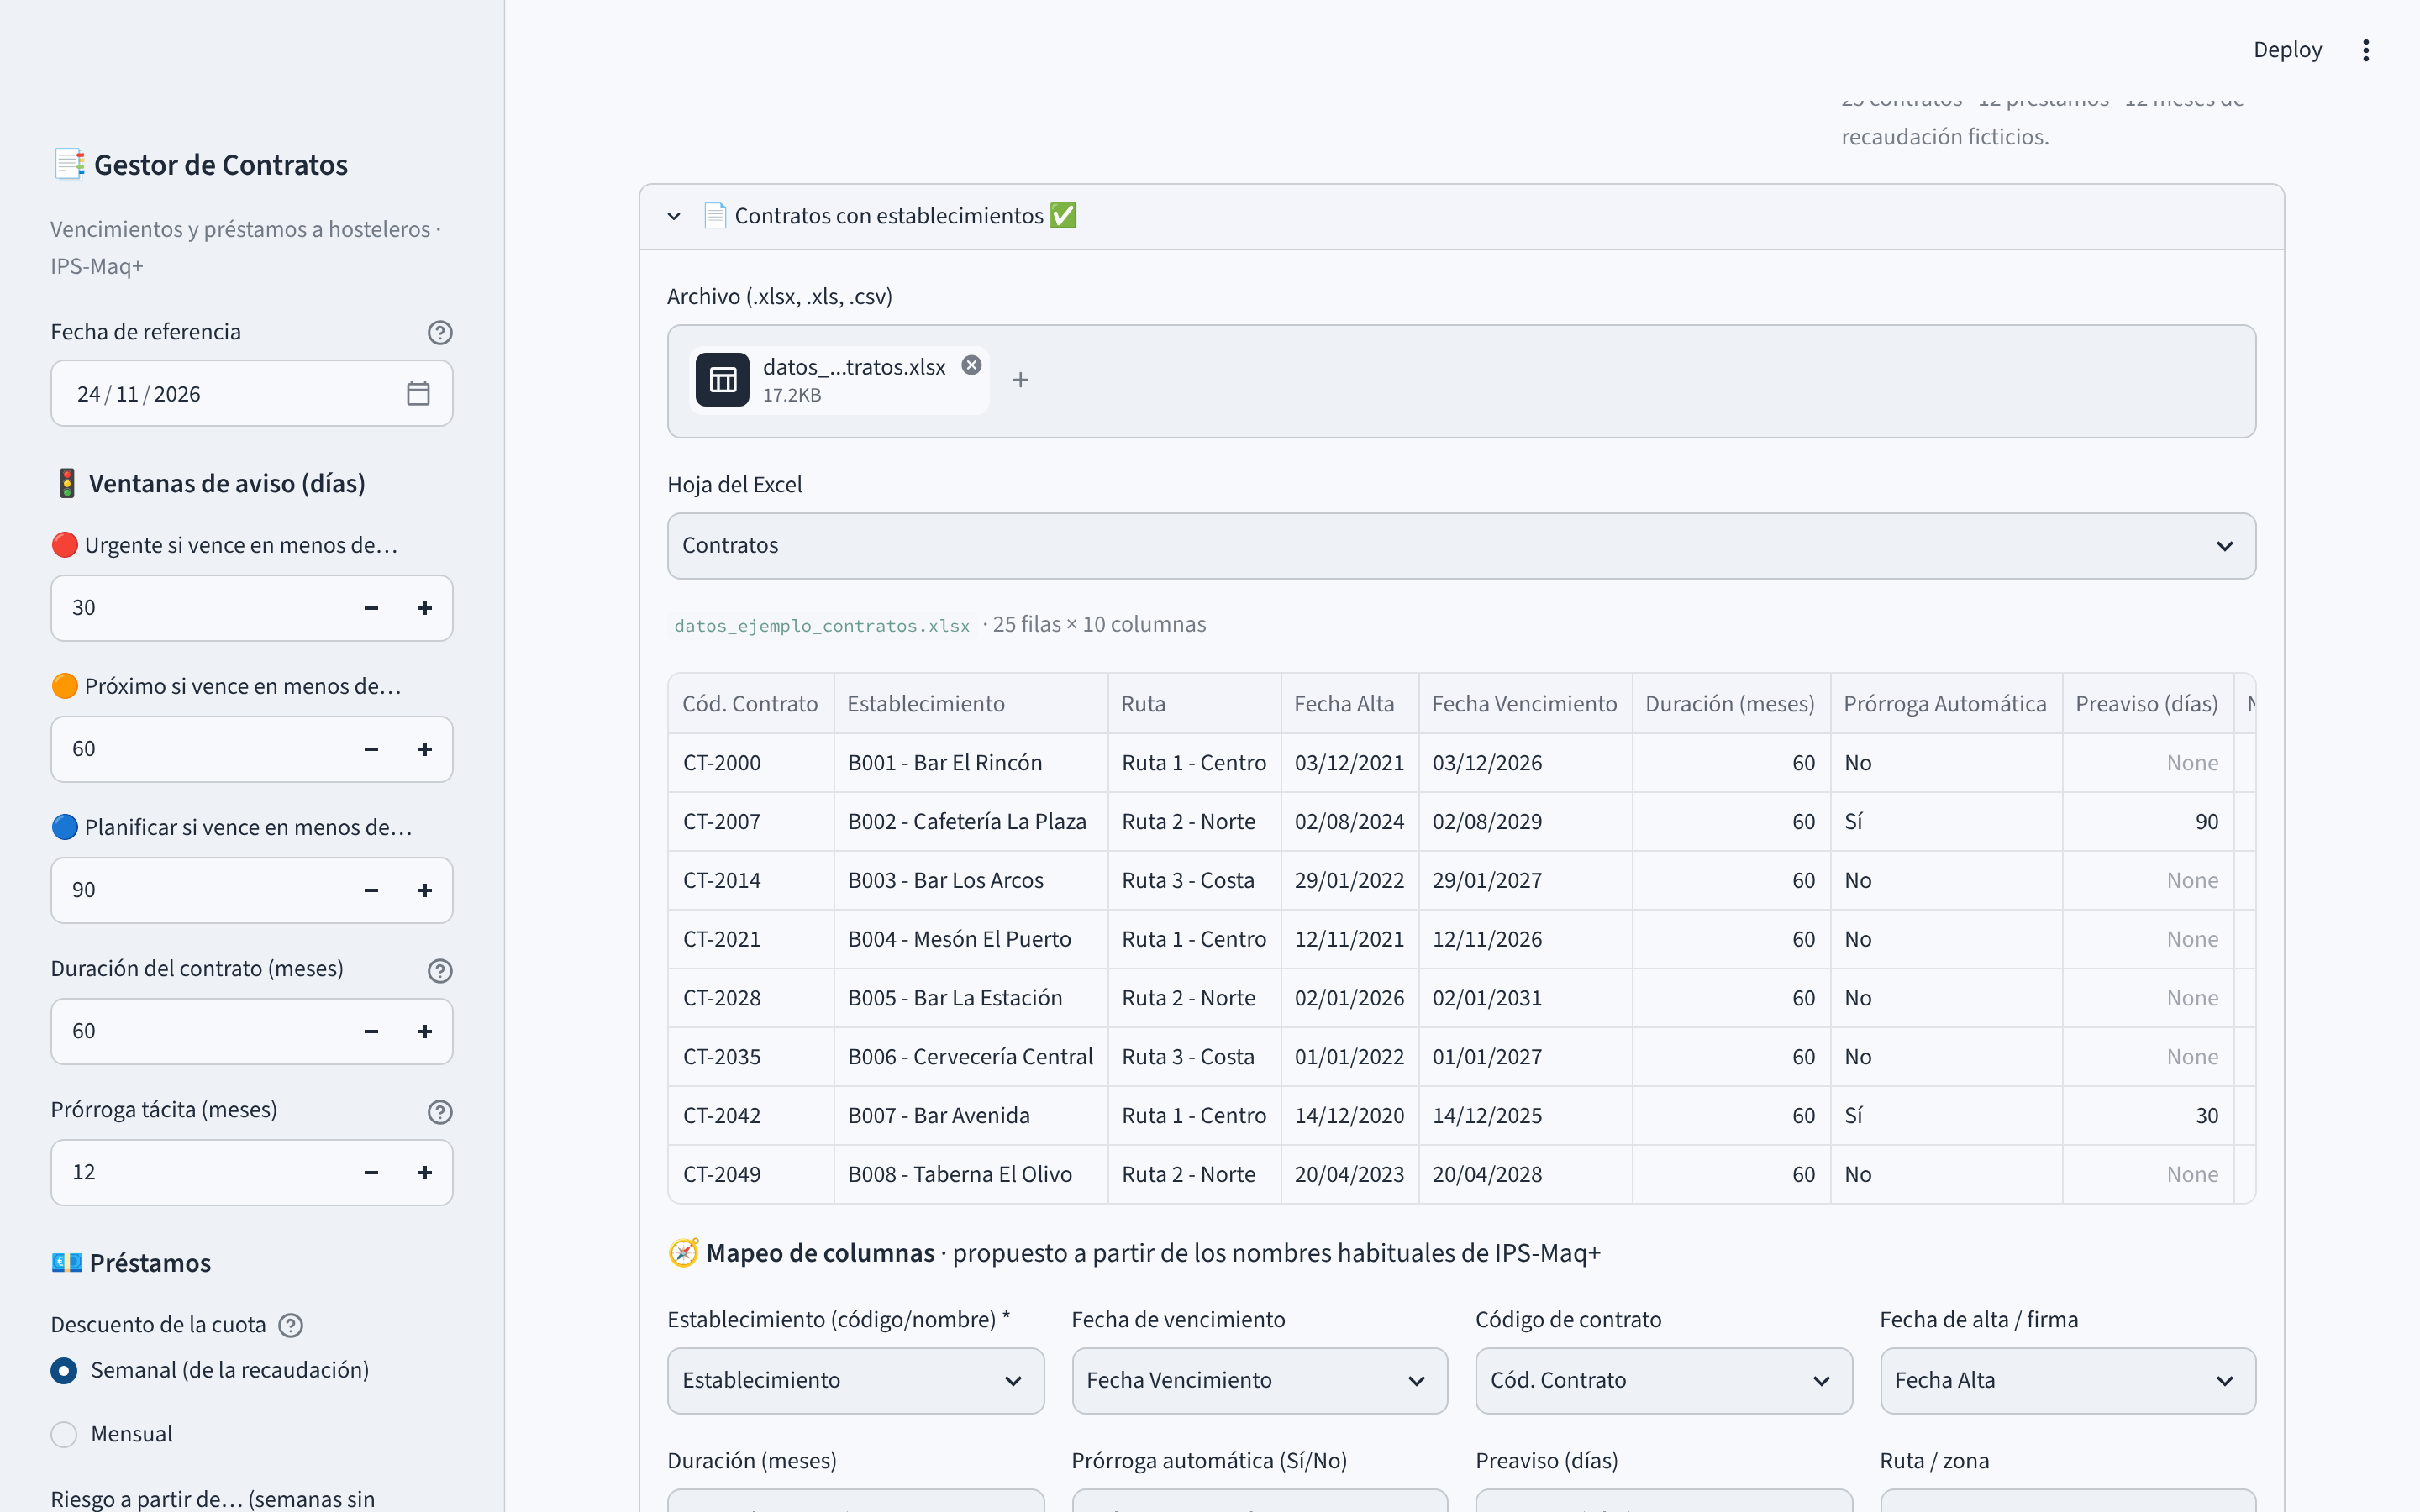 Deploy
25 contratos · 12 préstamos · 12 meses de
recaudación ficticios.
Gestor de Contratos
Vencimientos y préstamos a hosteleros ·
IPS-Maq+
Fecha de referencia
24/11/2026
Ventanas de aviso (días)
Urgente si vence en menos de…
30
Próximo si vence en menos de…
60
Planificar si vence en menos de…
90
Duración del contrato (meses)
60
Prórroga tácita (meses)
12
Préstamos
Descuento de la cuota
Semanal (de la recaudación)
Mensual
Riesgo a partir de… (semanas sin
Contratos con establecimientos
Archivo (.xlsx, .xls, .csv)
datos_...tratos.xlsx
17.2KB
Hoja del Excel
Contratos
datos_ejemplo_contratos.xlsx · 25 filas × 10 columnas
Cód. Contrato Establecimiento Ruta Fecha Alta Fecha Vencimiento Duración (meses) Prórroga Automática Preaviso (días)
CT-2000 B001 - Bar El Rincón Ruta 1 - Centro 03/12/2021 03/12/2026 60 No None
CT-2007 B002 - Cafetería La Plaza Ruta 2 - Norte 02/08/2024 02/08/2029 60 Sí 90
CT-2014 B003 - Bar Los Arcos Ruta 3 - Costa 29/01/2022 29/01/2027 60 No None
CT-2021 B004 - Mesón El Puerto Ruta 1 - Centro 12/11/2021 12/11/2026 60 No None
CT-2028 B005 - Bar La Estación Ruta 2 - Norte 02/01/2026 02/01/2031 60 No None
CT-2035 B006 - Cervecería Central Ruta 3 - Costa 01/01/2022 01/01/2027 60 No None
CT-2042 B007 - Bar Avenida Ruta 1 - Centro 14/12/2020 14/12/2025 60 Sí 30
CT-2049 B008 - Taberna El Olivo Ruta 2 - Norte 20/04/2023 20/04/2028 60 No None
Mapeo de columnas · propuesto a partir de los nombres habituales de IPS-Maq+
Establecimiento (código/nombre) * Fecha de vencimiento Código de contrato Fecha de alta / firma
Establecimiento Fecha Vencimiento Cód. Contrato Fecha Alta
Duración (meses) Prórroga automática (Sí/No) Preaviso (días) Ruta / zona